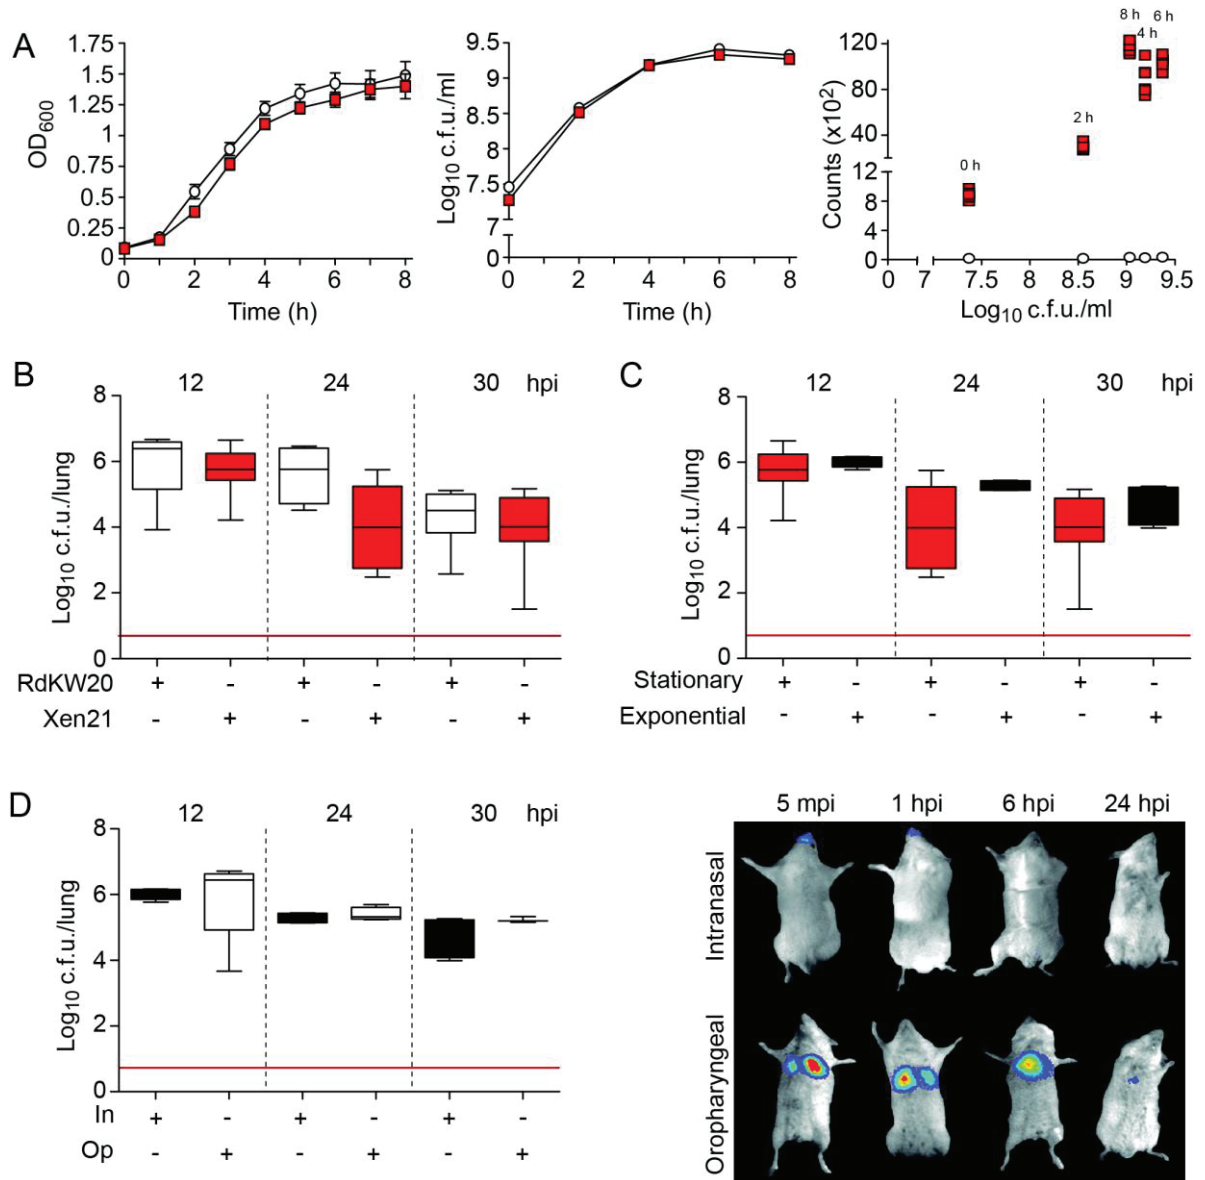 A
1.75
1.5
1.25
1
0.75
0.5
0.25
0
OD600
0 2 4 6 8
Time (h)
9.5
9
8.5
8
7.5
7
0
Log10 c.f.u./ml
0 2 4 6 8
Time (h)
8 h 6 h
4 h
2 h
0 h
120
80
40
12
8
4
0
Counts (x102)
0 7 7.5 8 8.5 9 9.5
Log10 c.f.u./ml
B
12 24 30 hpi
8
6
4
2
0
Log10 c.f.u./lung
RdKW20 + - + - + -
Xen21 - + - + - +
C
12 24 30 hpi
8
6
4
2
0
Log10 c.f.u./lung
Stationary + - + - + -
Exponential - + - + - +
D
12 24 30 hpi
8
6
4
2
0
Log10 c.f.u./lung
In + - + - + -
Op - + - + - +
5 mpi 1 hpi 6 hpi 24 hpi
Intranasal
Oropharyngeal